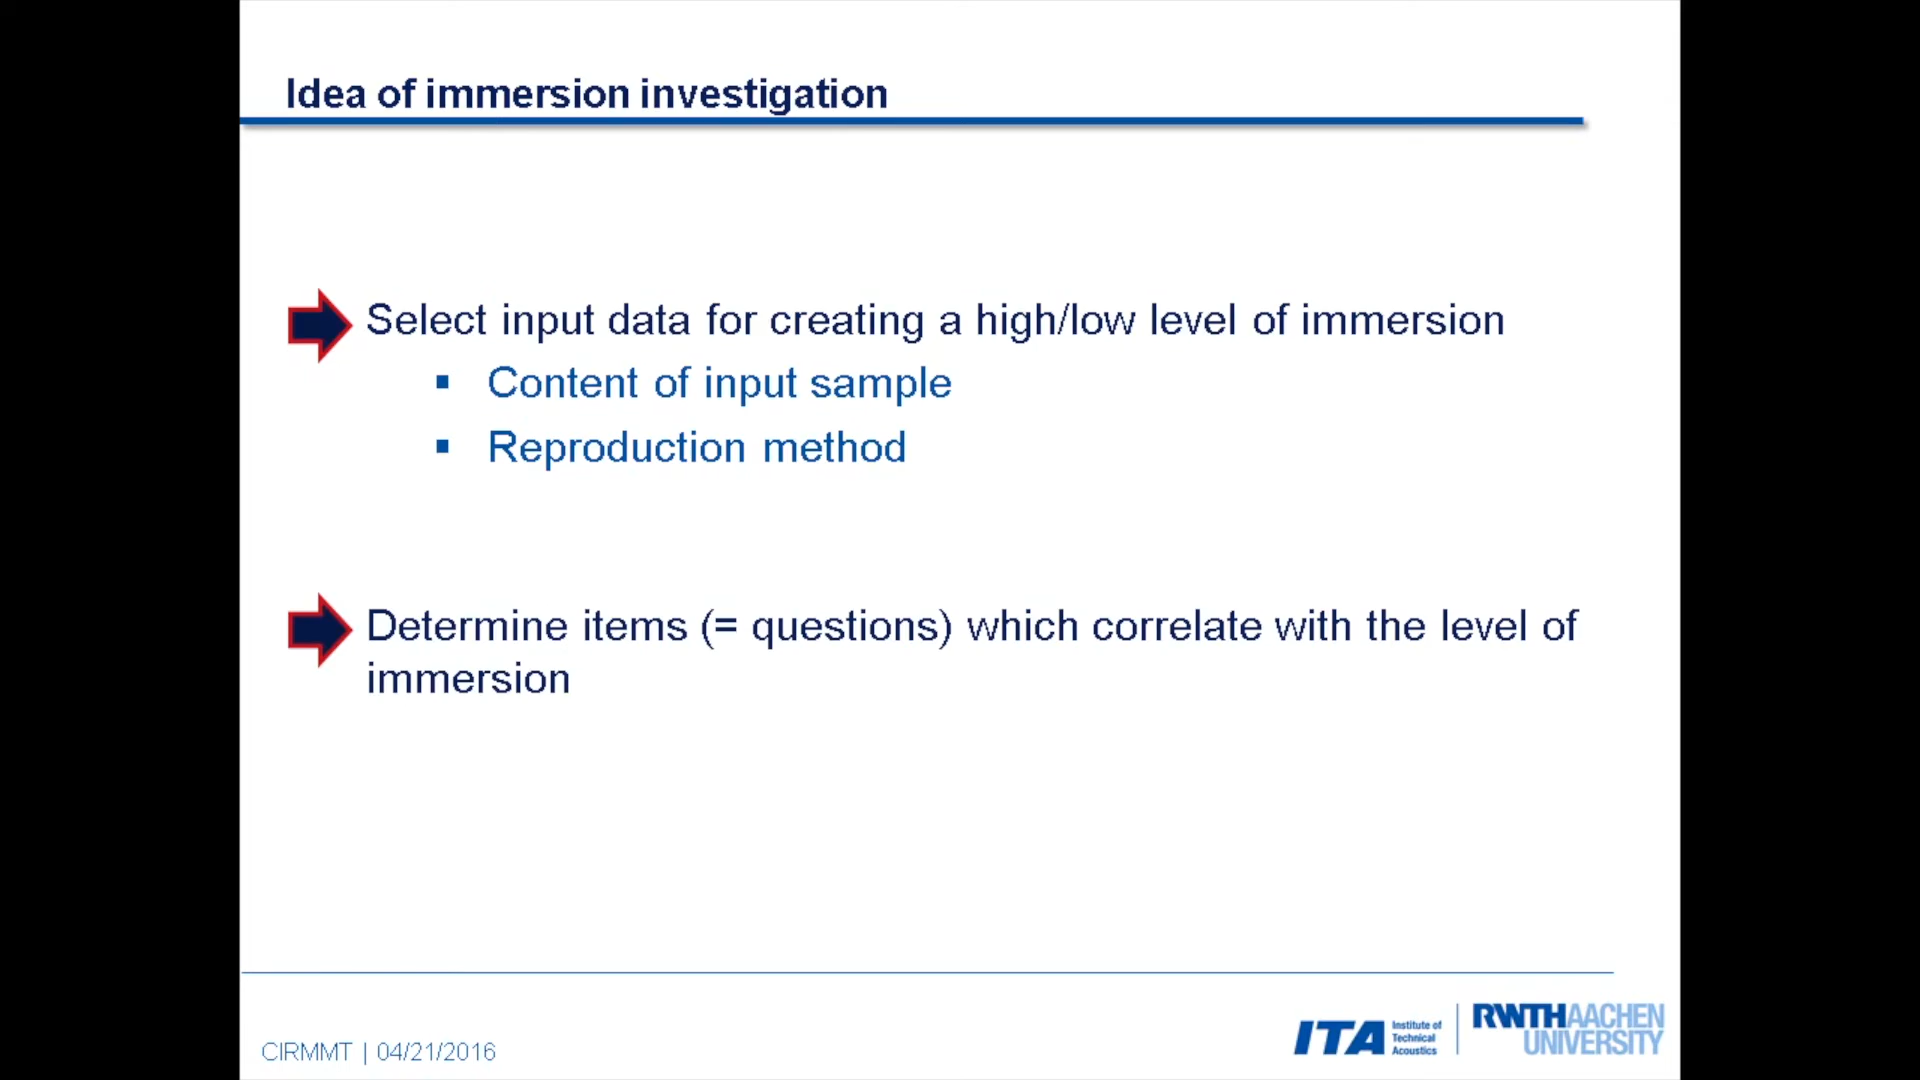 Idea of immersion investigation
Select input data for creating a high/low level of immersion
▪ Content of input sample
▪ Reproduction method
Determine items (= questions) which correlate with the level of
immersion
CIRMMT | 04/21/2016
ITA Institute of
Technical
Acoustics
RWTHAACHEN
UNIVERSITY